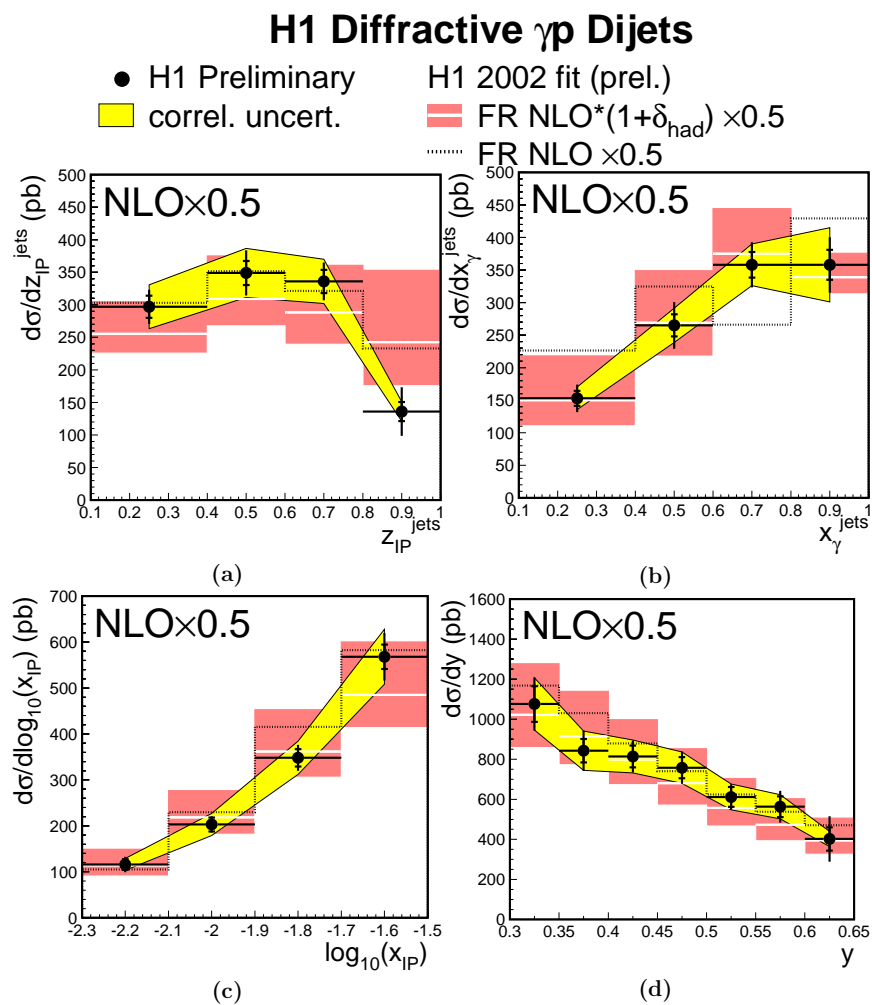 H1 Diffractive γp Dijets
H1 Preliminary
correl. uncert.
H1 2002 fit (prel.)
FR NLO*(1+δhad) ×0.5
FR NLO ×0.5
NLO×0.5
dσ/dzIP^jets (pb)
500
450
400
350
300
250
200
150
100
50
0
0.1 0.2 0.3 0.4 0.5 0.6 0.7 0.8 0.9 1
zIP^jets
(a)
NLO×0.5
dσ/dxγ^jets (pb)
500
450
400
350
300
250
200
150
100
50
0
0.1 0.2 0.3 0.4 0.5 0.6 0.7 0.8 0.9 1
xγ^jets
(b)
NLO×0.5
dσ/dlog10(xIP) (pb)
700
600
500
400
300
200
100
0
-2.3 -2.2 -2.1 -2 -1.9 -1.8 -1.7 -1.6 -1.5
log10(xIP)
(c)
NLO×0.5
dσ/dy (pb)
1600
1400
1200
1000
800
600
400
200
0
0.3 0.35 0.4 0.45 0.5 0.55 0.6 0.65
y
(d)